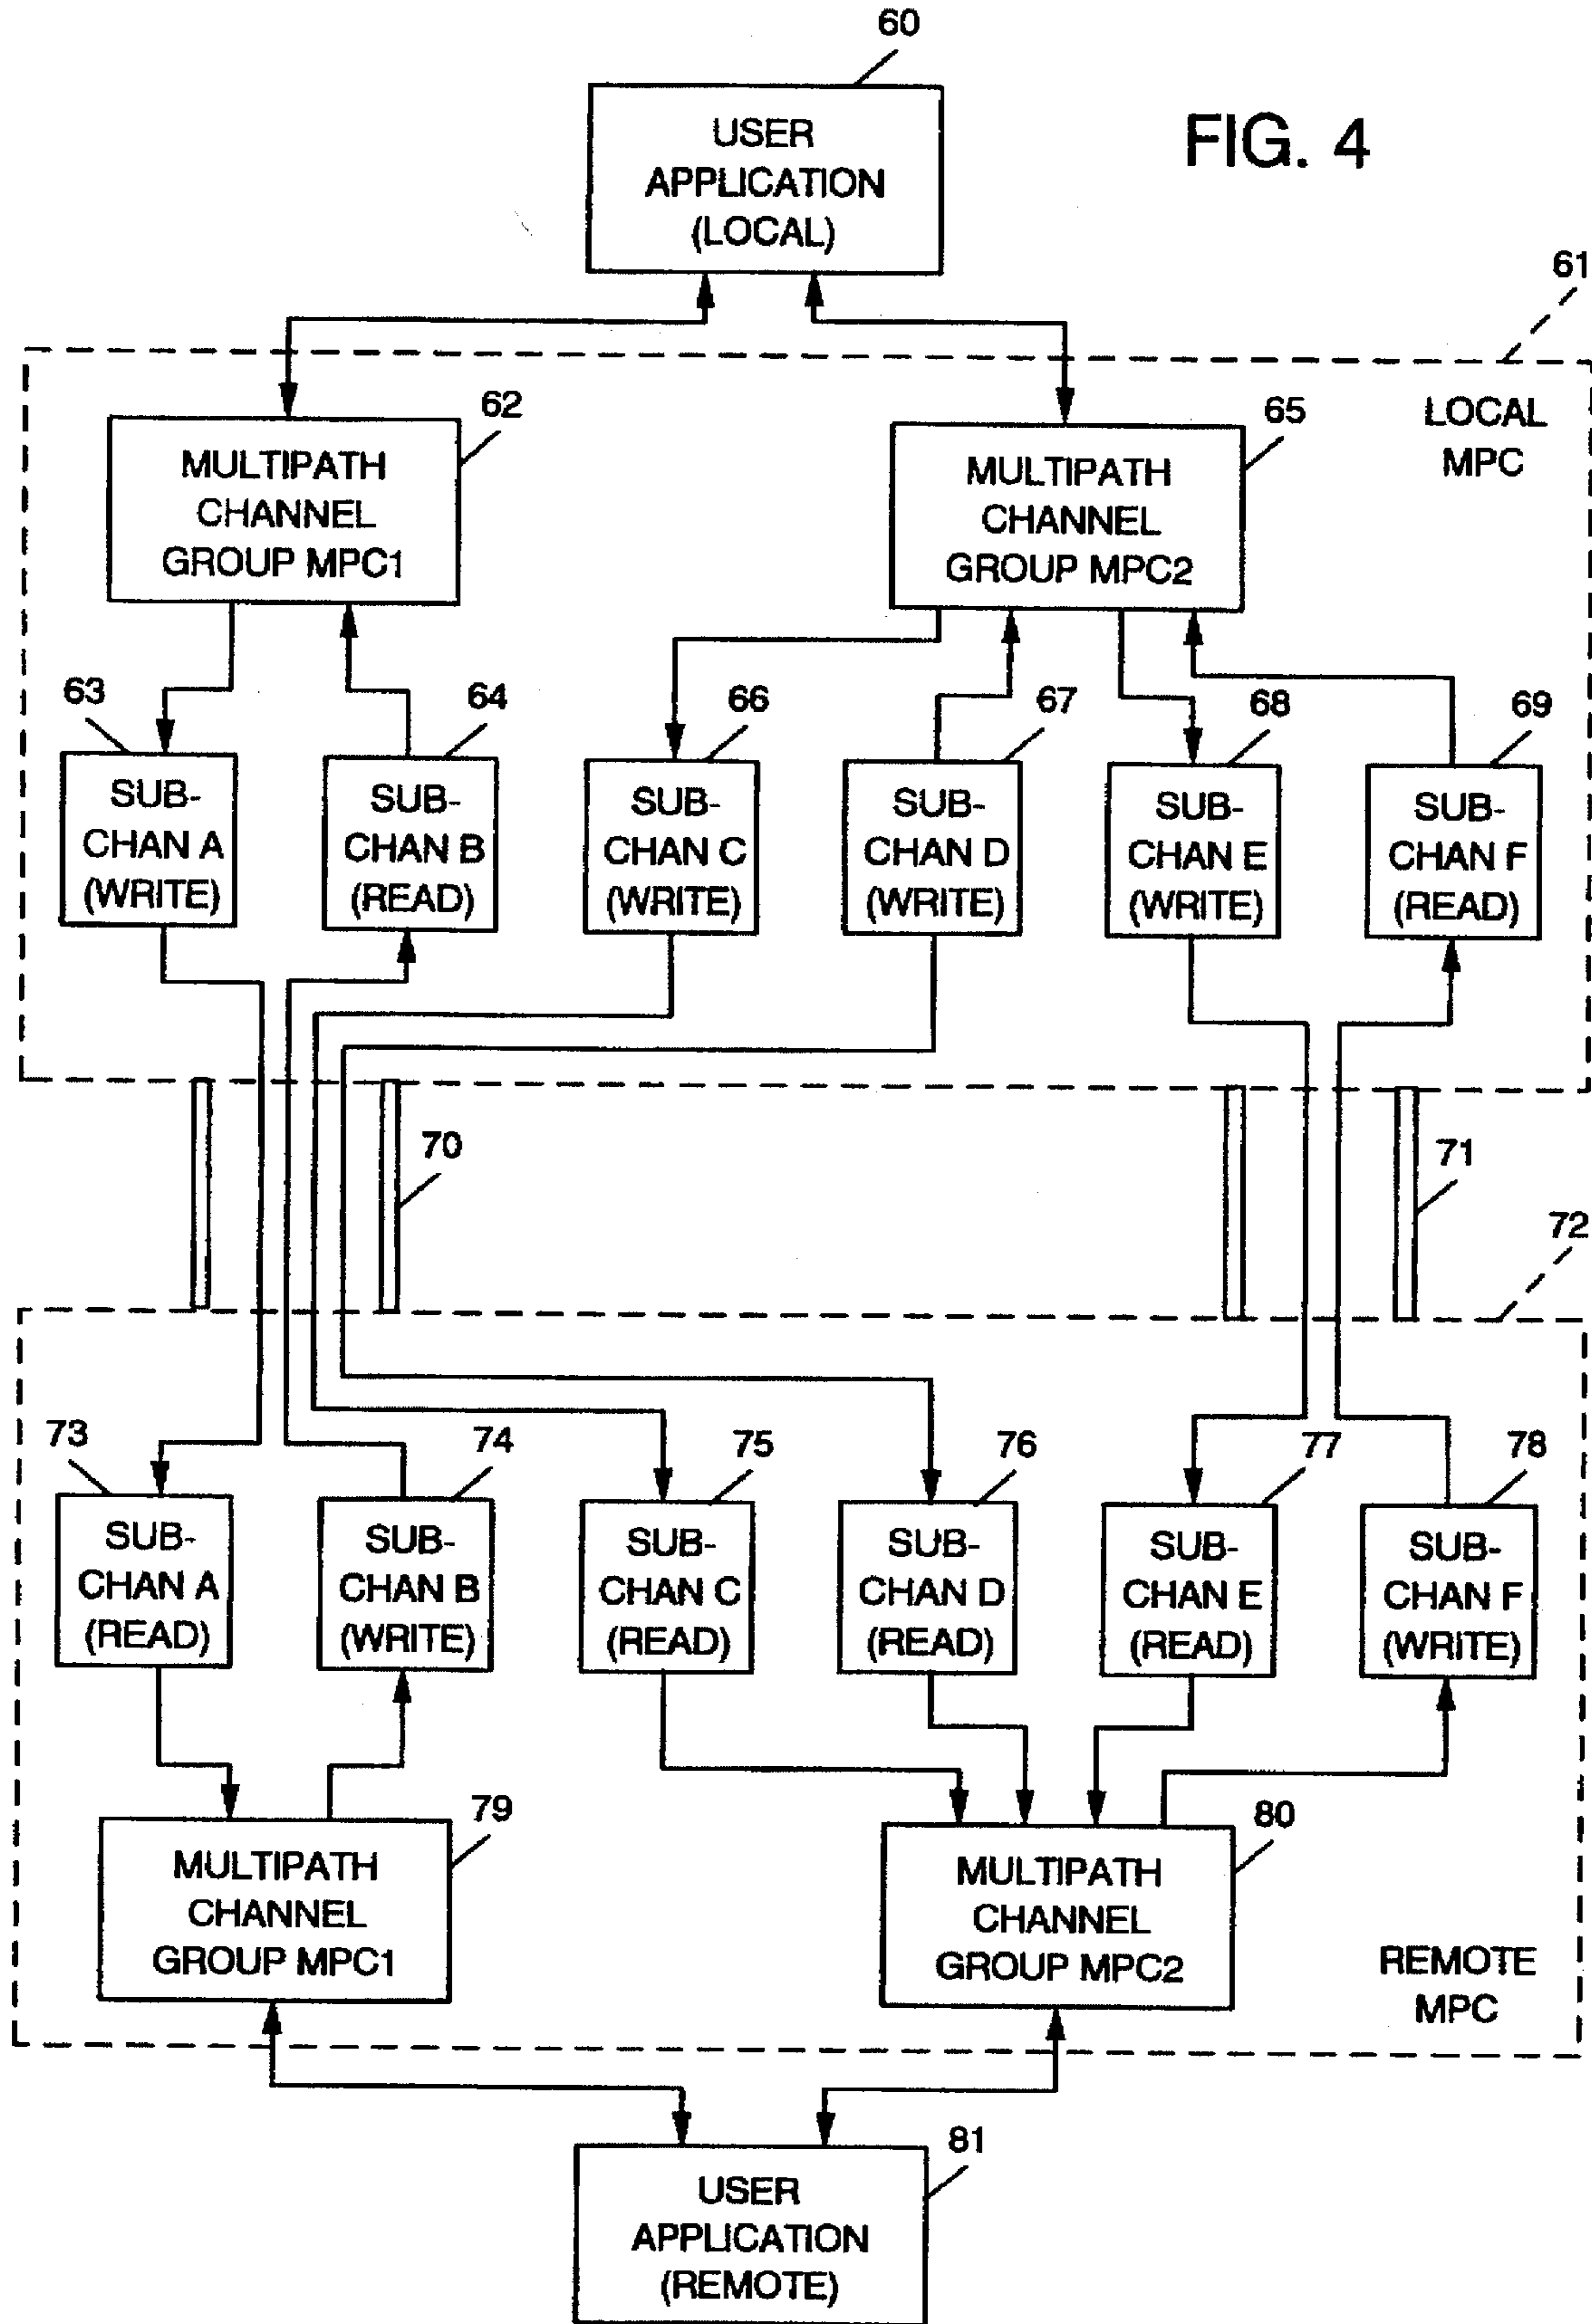 60
FIG. 4
USER
APPLICATION
(LOCAL)
61
LOCAL
MPC
62
MULTIPATH
CHANNEL
GROUP MPC1
65
MULTIPATH
CHANNEL
GROUP MPC2
63
SUB-
CHAN A
(WRITE)
64
SUB-
CHAN B
(READ)
66
SUB-
CHAN C
(WRITE)
67
SUB-
CHAN D
(WRITE)
68
SUB-
CHAN E
(WRITE)
69
SUB-
CHAN F
(READ)
70
71
72
73
SUB-
CHAN A
(READ)
74
SUB-
CHAN B
(WRITE)
75
SUB-
CHAN C
(READ)
76
SUB-
CHAN D
(READ)
77
SUB-
CHAN E
(READ)
78
SUB-
CHAN F
(WRITE)
79
MULTIPATH
CHANNEL
GROUP MPC1
80
MULTIPATH
CHANNEL
GROUP MPC2
REMOTE
MPC
81
USER
APPLICATION
(REMOTE)